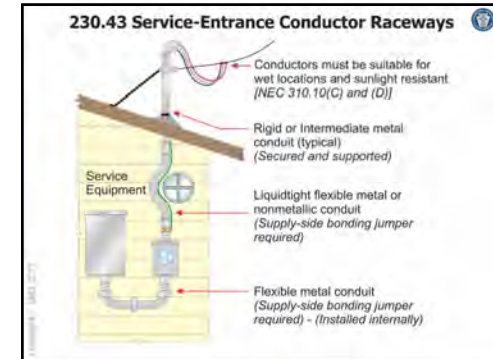 230.43 Service-Entrance Conductor Raceways
Conductors must be suitable for
wet locations and sunlight resistant
[NEC 310.10(C) and (D)]
Rigid or Intermediate metal
conduit (typical)
(Secured and supported)
Service
Equipment
Liquidtight flexible metal or
nonmetallic conduit
(Supply-side bonding jumper
required)
Flexible metal conduit
(Supply-side bonding jumper
required) - (Installed internally)